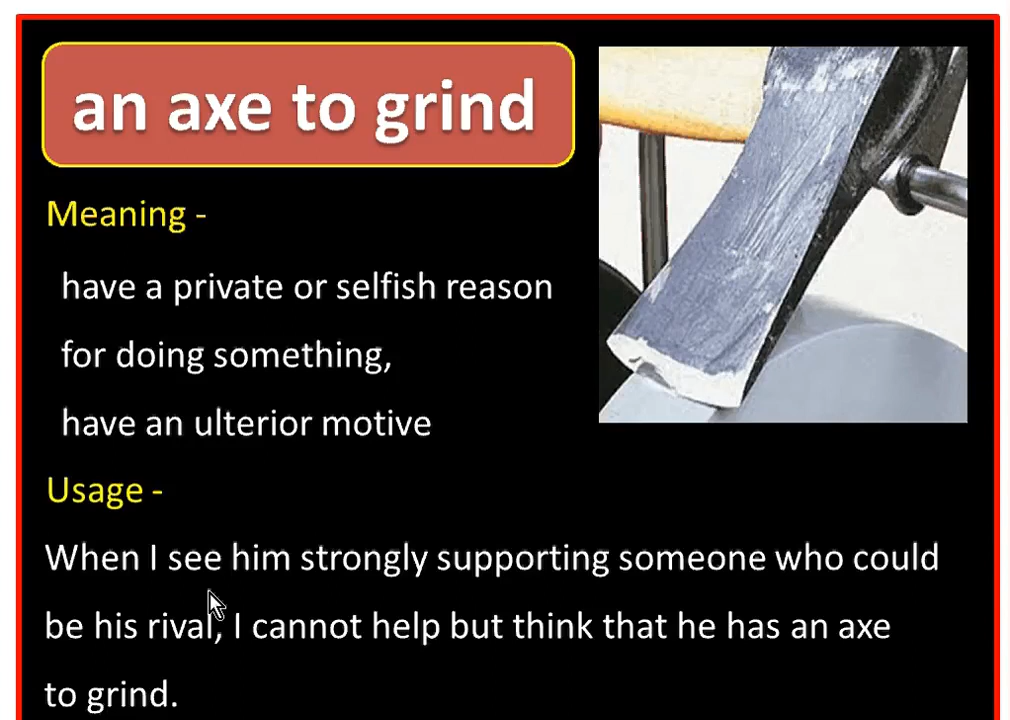 an axe to grind
Meaning -
have a private or selfish reason
for doing something,
have an ulterior motive
Usage -
When I see him strongly supporting someone who could
be his rival, I cannot help but think that he has an axe
to grind.